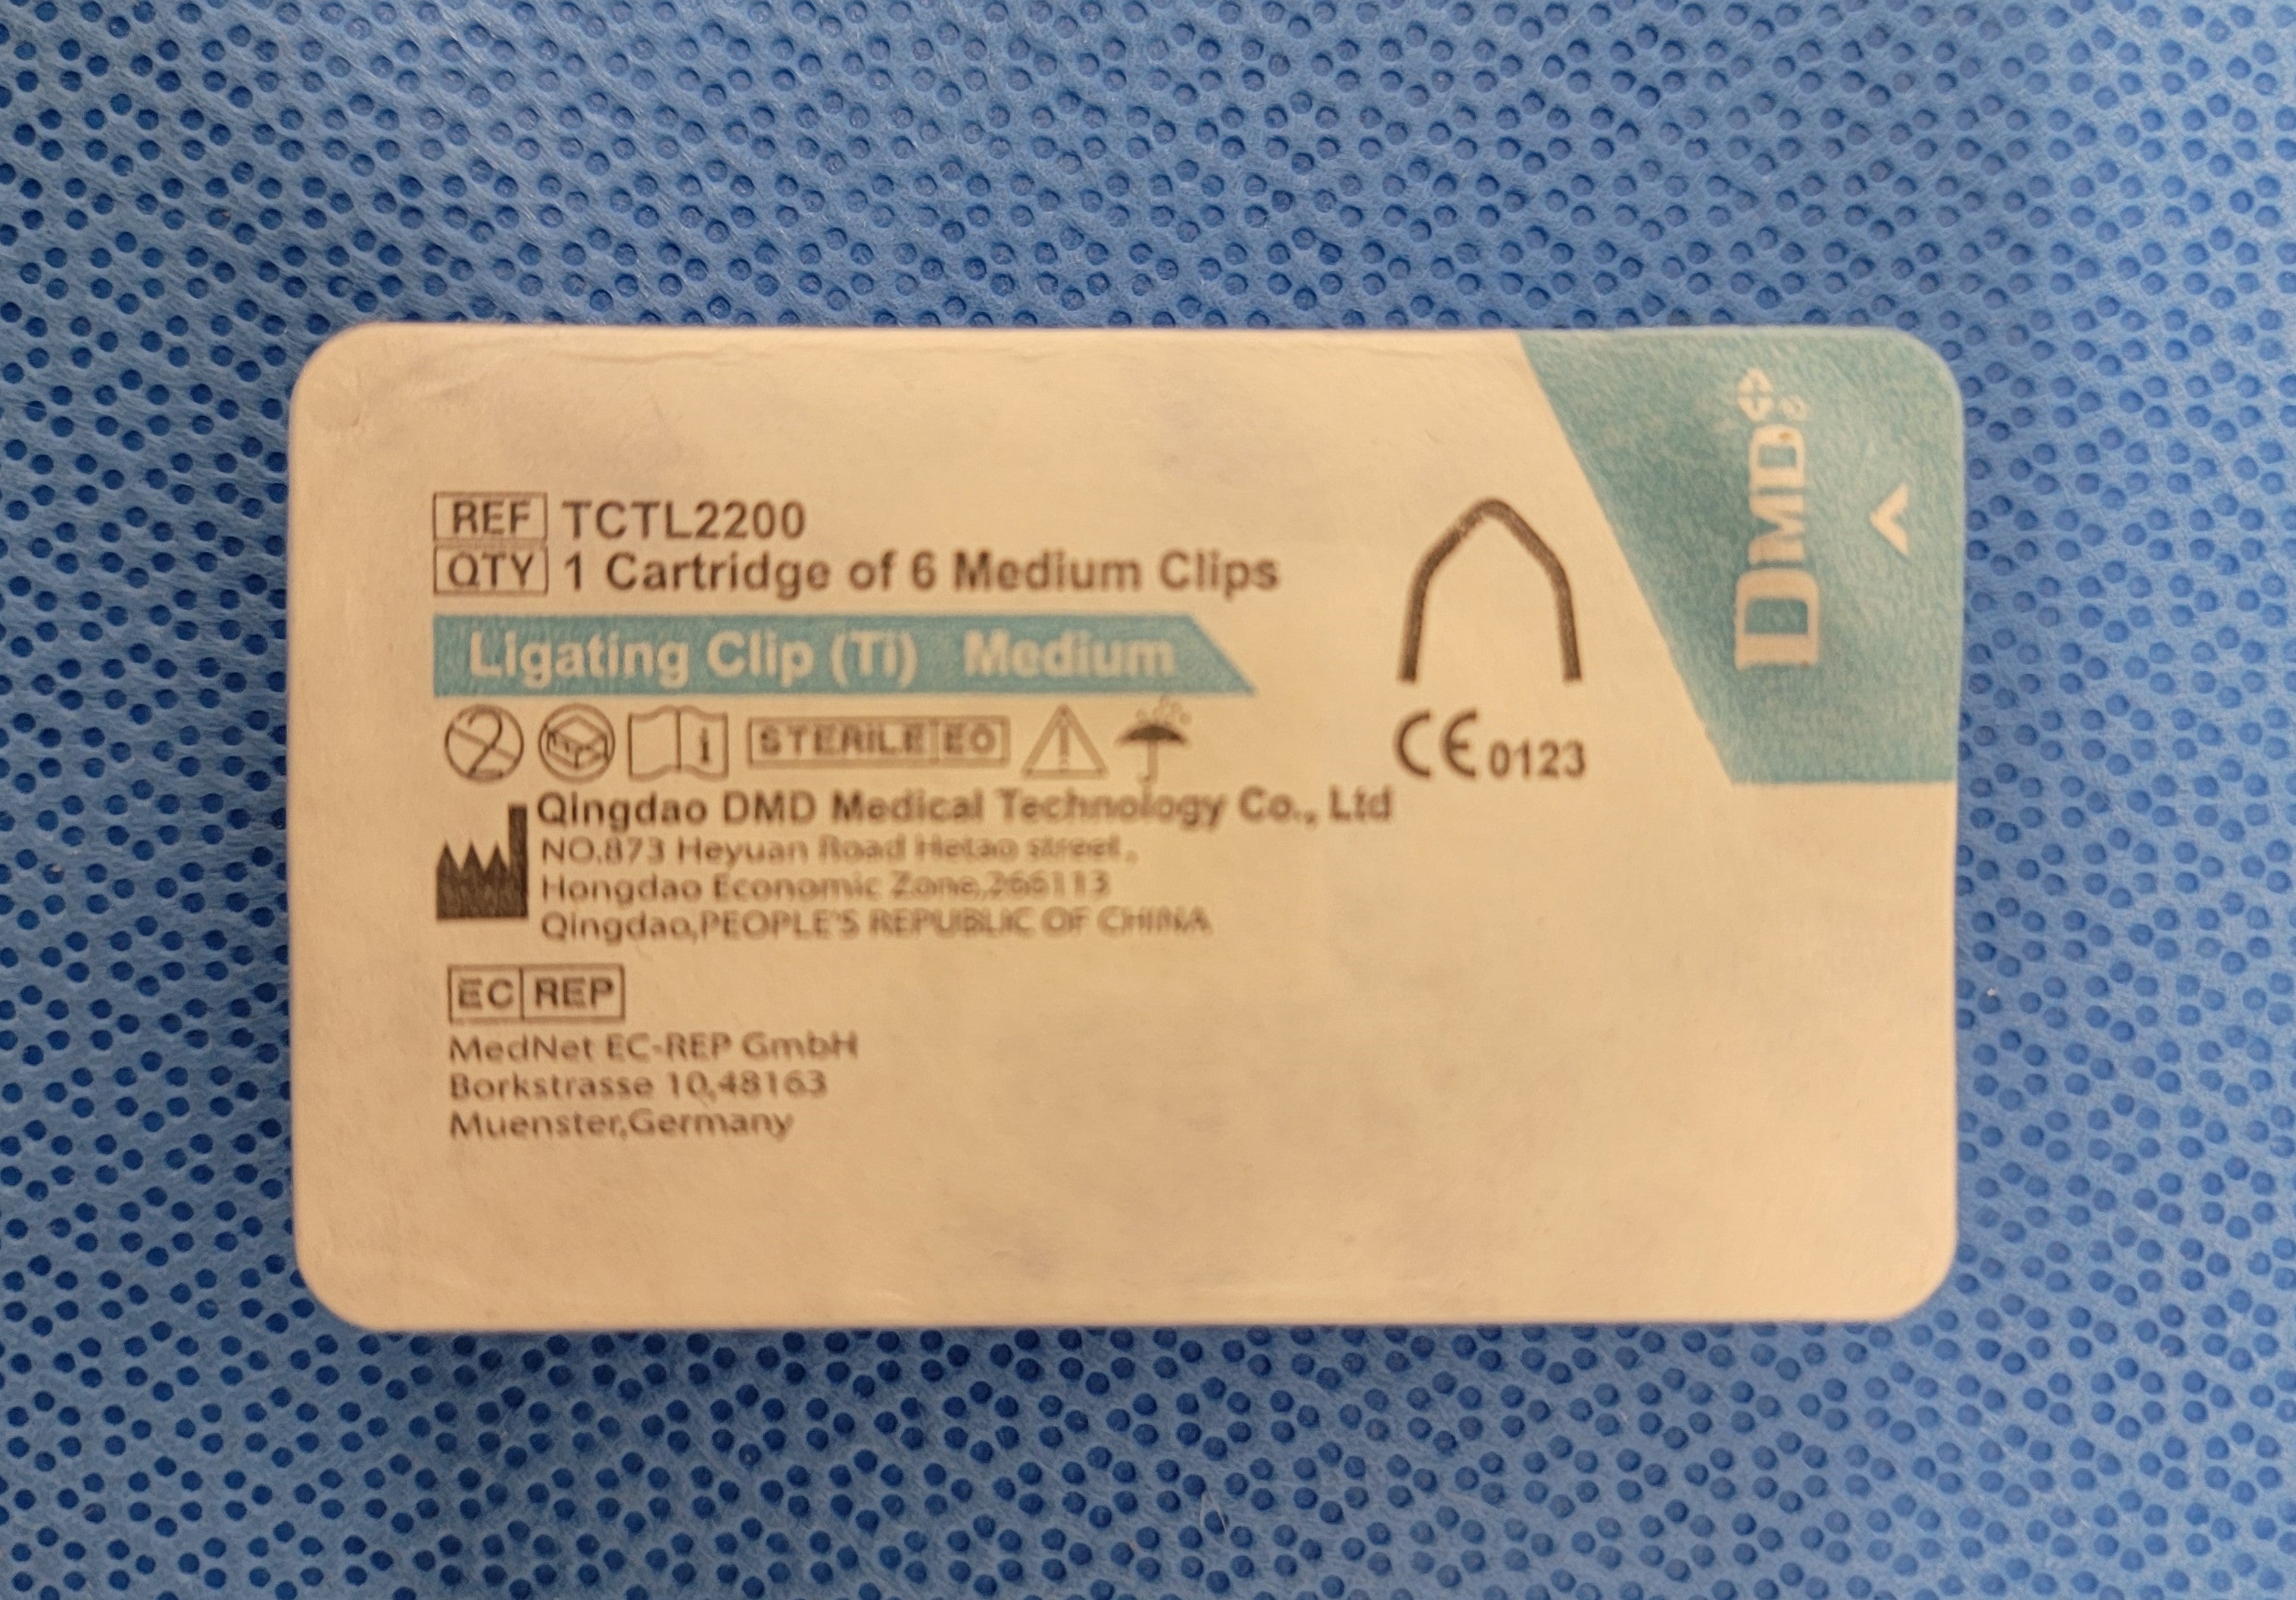 REF TCTL2200
QTY 1 Cartridge of 6 Medium Clips
Ligating Clip (Ti) Medium
2 i STERILE EO
CE 0123
Qingdao DMD Medical Technology Co., Ltd
NO.873 Heyuan Road Hetao street,
Hongdao Economic Zone,266113
Qingdao,PEOPLE'S REPUBLIC OF CHINA
EC REP
MedNet EC-REP GmbH
Borkstrasse 10,48163
Muenster,Germany
DMD®